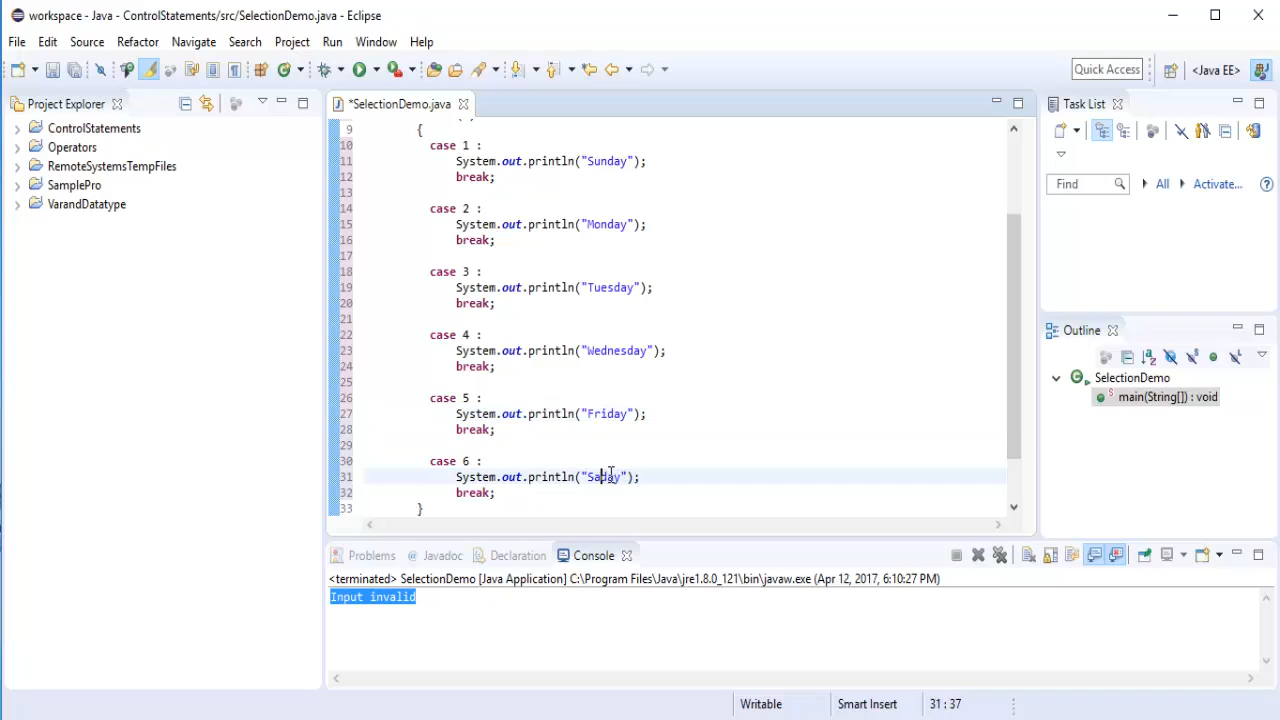 workspace - Java - ControlStatements/src/SelectionDemo.java - Eclipse
File Edit Source Refactor Navigate Search Project Run Window Help
Quick Access <Java EE>
Project Explorer
ControlStatements
Operators
RemoteSystemsTempFiles
SamplePro
VarandDatatype
*SelectionDemo.java
9 {
10 case 1 :
11 System.out.println("Sunday");
12 break;
13
14 case 2 :
15 System.out.println("Monday");
16 break;
17
18 case 3 :
19 System.out.println("Tuesday");
20 break;
21
22 case 4 :
23 System.out.println("Wednesday");
24 break;
25
26 case 5 :
27 System.out.println("Friday");
28 break;
29
30 case 6 :
31 System.out.println("Saday");
32 break;
33 }
Task List
Find All Activate...
Outline
SelectionDemo
main(String[]) : void
Problems Javadoc Declaration Console
<terminated> SelectionDemo [Java Application] C:\Program Files\Java\jre1.8.0_121\bin\javaw.exe (Apr 12, 2017, 6:10:27 PM)
Input invalid
Writable Smart Insert 31 : 37